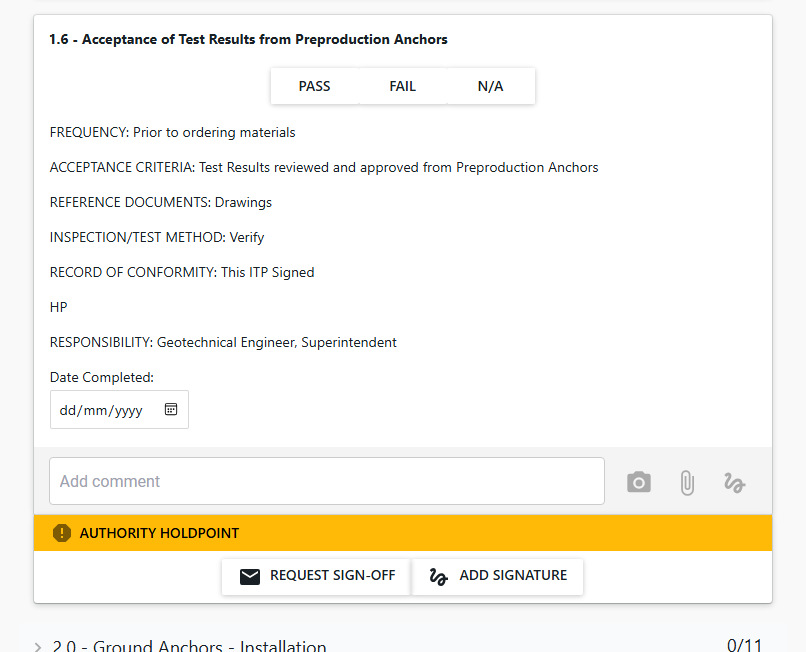 1.6 - Acceptance of Test Results from Preproduction Anchors
PASS FAIL N/A
FREQUENCY: Prior to ordering materials
ACCEPTANCE CRITERIA: Test Results reviewed and approved from Preproduction Anchors
REFERENCE DOCUMENTS: Drawings
INSPECTION/TEST METHOD: Verify
RECORD OF CONFORMITY: This ITP Signed
HP
RESPONSIBILITY: Geotechnical Engineer, Superintendent
Date Completed:
dd/mm/yyyy
Add comment
AUTHORITY HOLDPOINT
REQUEST SIGN-OFF ADD SIGNATURE
2.0 - Ground Anchors - Installation 0/11